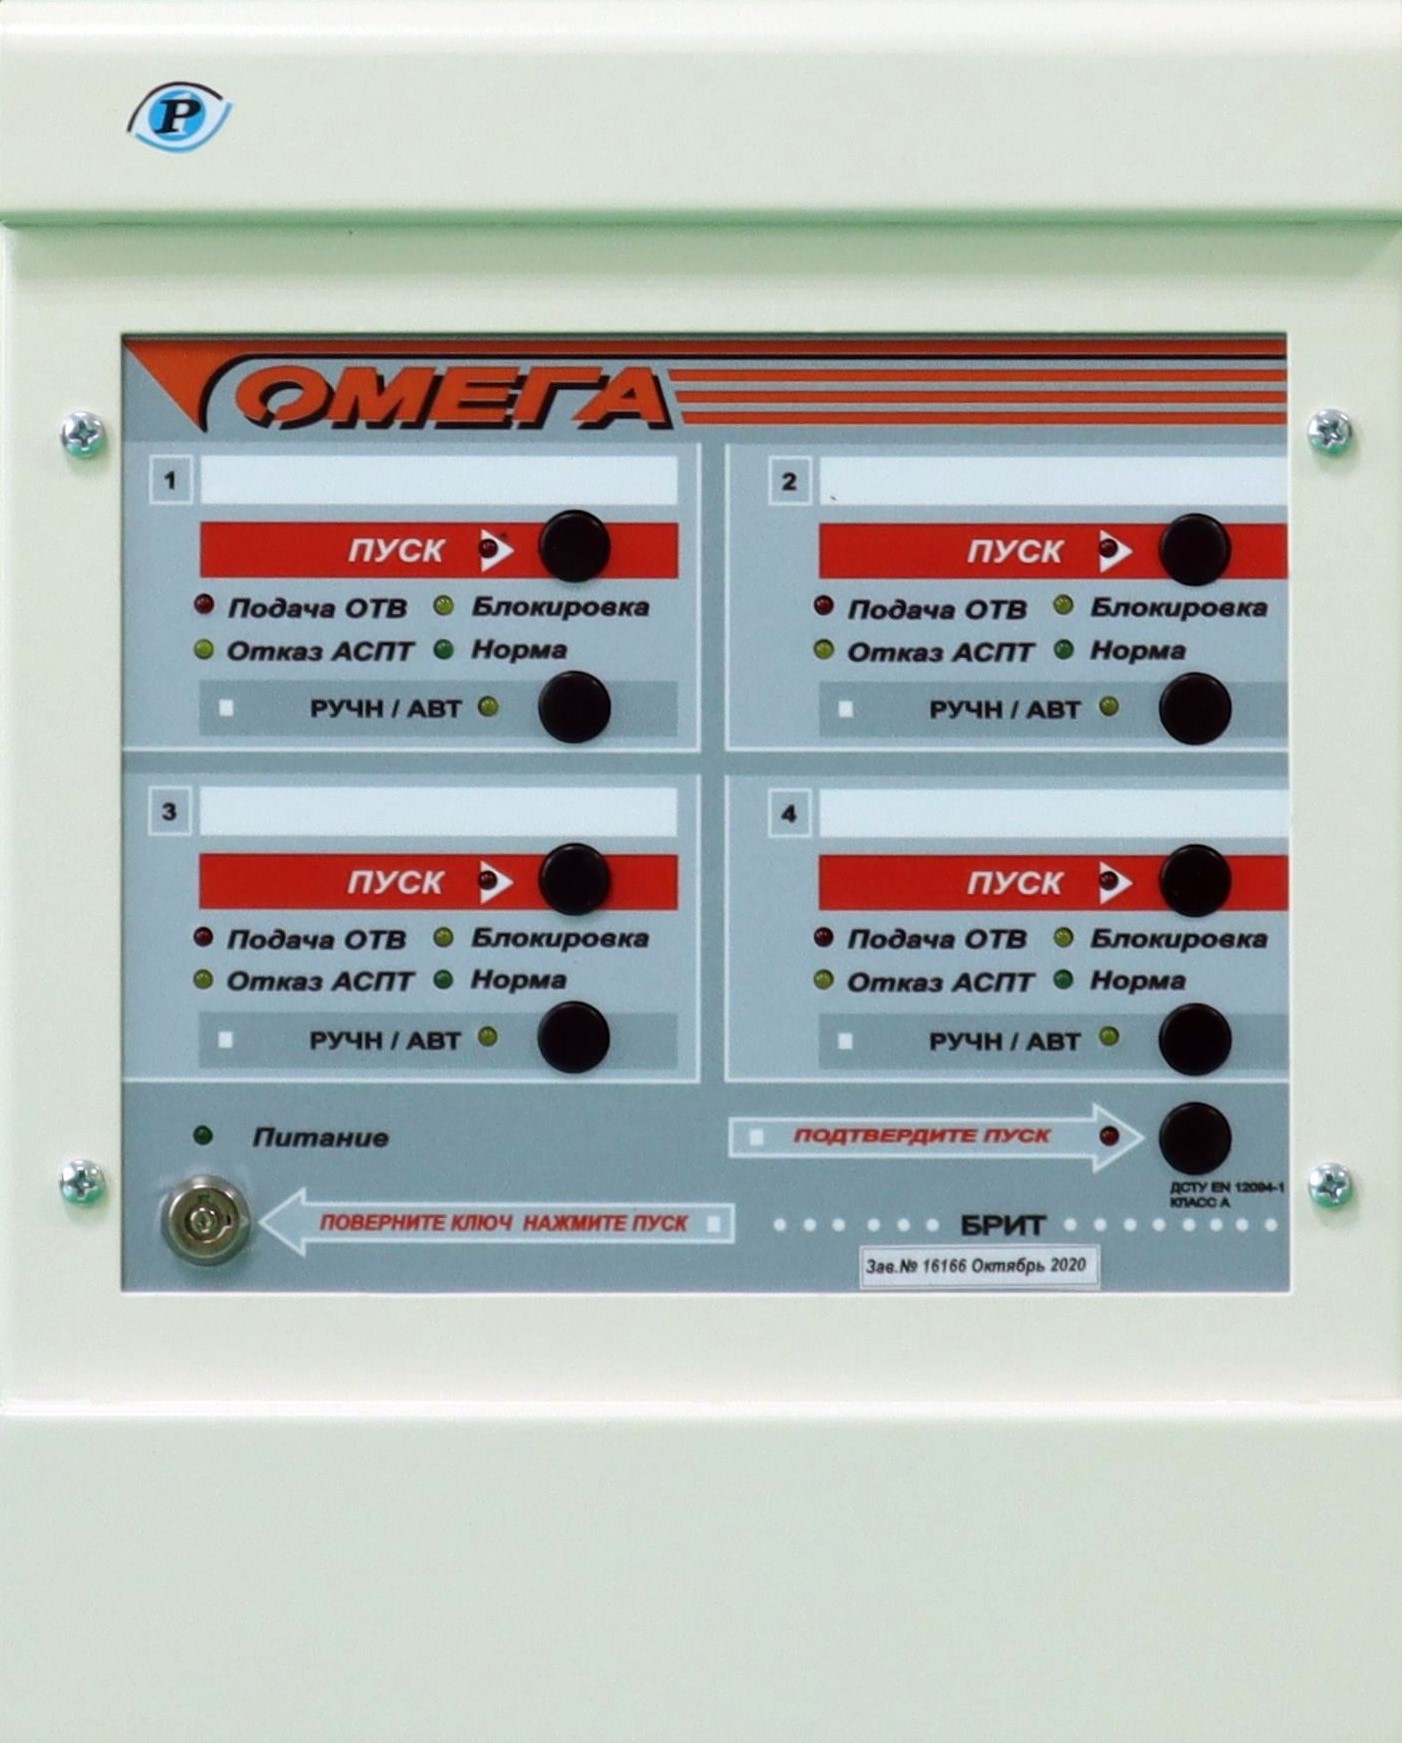 P
ОМЕГА
1
ПУСК
Подача ОТВ Блокировка
Отказ АСПТ Норма
РУЧН / АВТ
2
ПУСК
Подача ОТВ Блокировка
Отказ АСПТ Норма
РУЧН / АВТ
3
ПУСК
Подача ОТВ Блокировка
Отказ АСПТ Норма
РУЧН / АВТ
4
ПУСК
Подача ОТВ Блокировка
Отказ АСПТ Норма
РУЧН / АВТ
Питание
ПОДТВЕРДИТЕ ПУСК
ДСТУ EN 12094-1
КЛАСС А
ПОВЕРНИТЕ КЛЮЧ НАЖМИТЕ ПУСК
БРИТ
Зав.№ 16166 Октябрь 2020